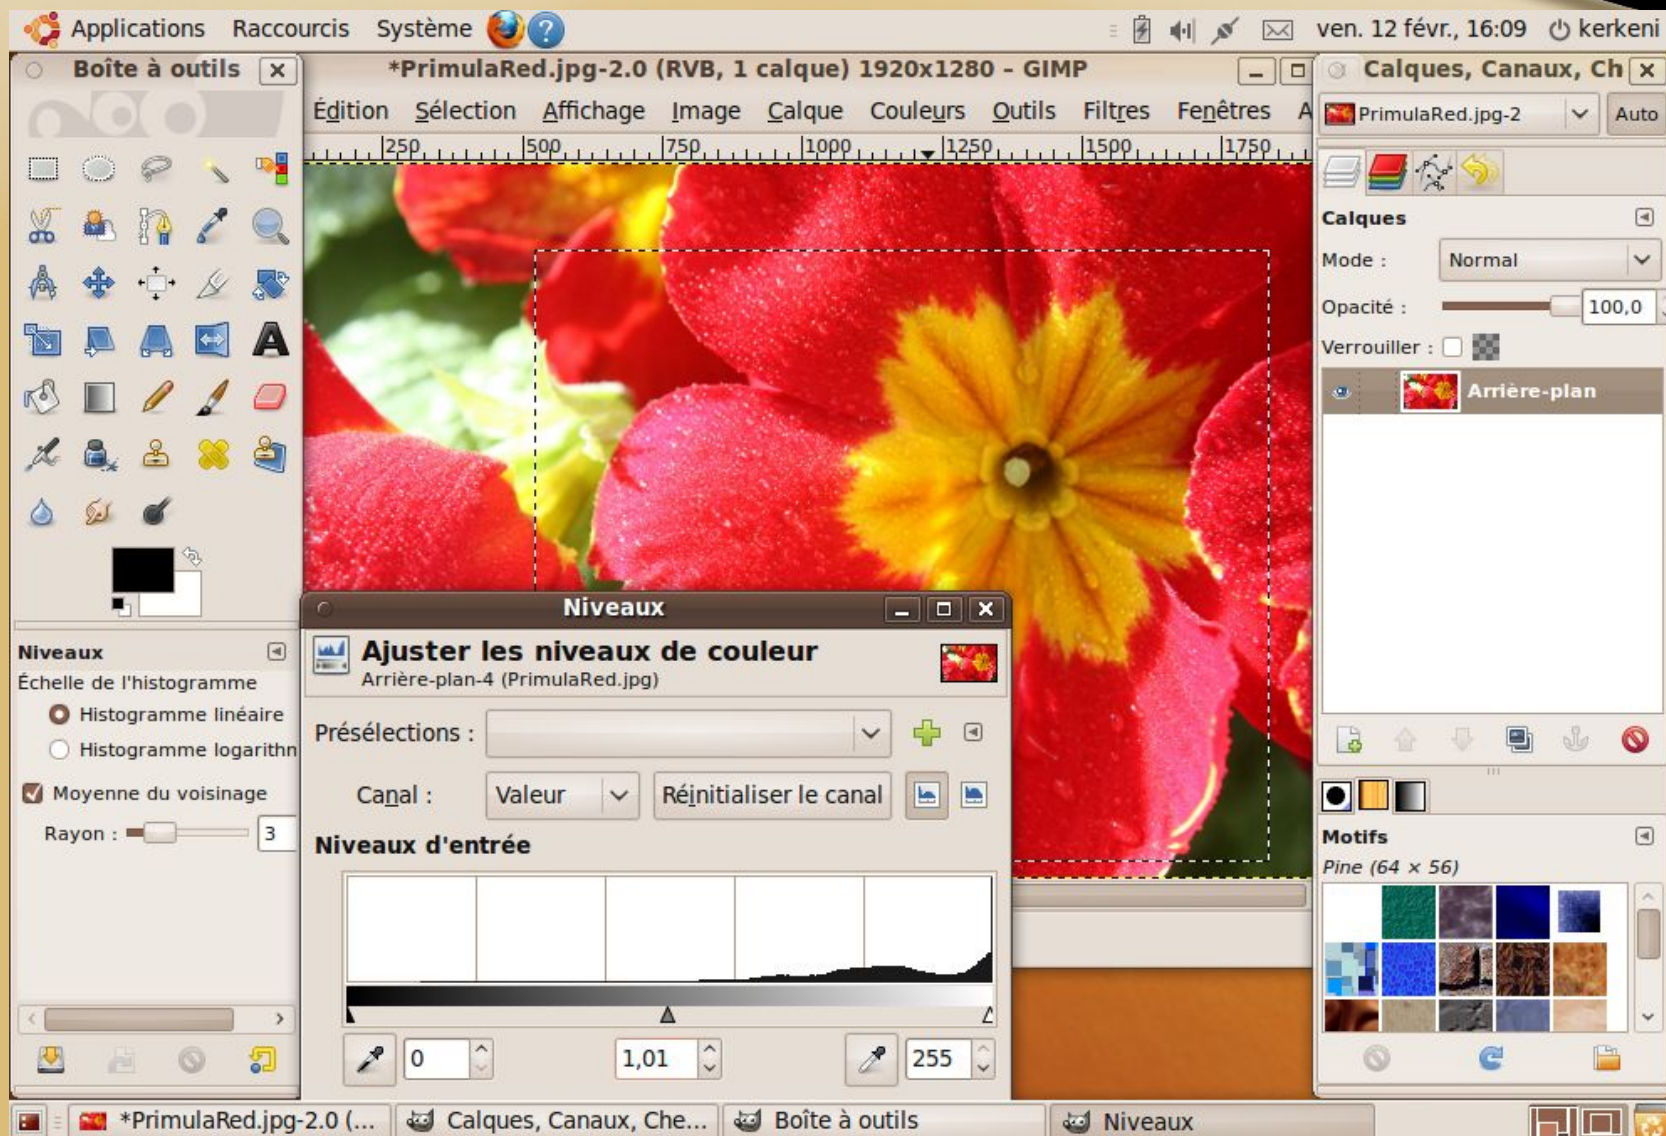 Applications Raccourcis Système ? ven. 12 févr., 16:09 kerkeni
Boîte à outils
*PrimulaRed.jpg-2.0 (RVB, 1 calque) 1920x1280 – GIMP
Calques, Canaux, Ch
Édition Sélection Affichage Image Calque Couleurs Outils Filtres Fenêtres A
PrimulaRed.jpg-2 Auto
250 500 750 1000 1250 1500 1750
Calques
Mode : Normal
Opacité : 100,0
Verrouiller :
Arrière-plan
A
Niveaux
Échelle de l'histogramme
Histogramme linéaire
Histogramme logarithn
Moyenne du voisinage
Rayon : 3
Niveaux
Ajuster les niveaux de couleur
Arrière-plan-4 (PrimulaRed.jpg)
Présélections :
Canal : Valeur Réinitialiser le canal
Niveaux d'entrée
0 1,01 255
Motifs
Pine (64 × 56)
*PrimulaRed.jpg-2.0 (... Calques, Canaux, Che... Boîte à outils Niveaux